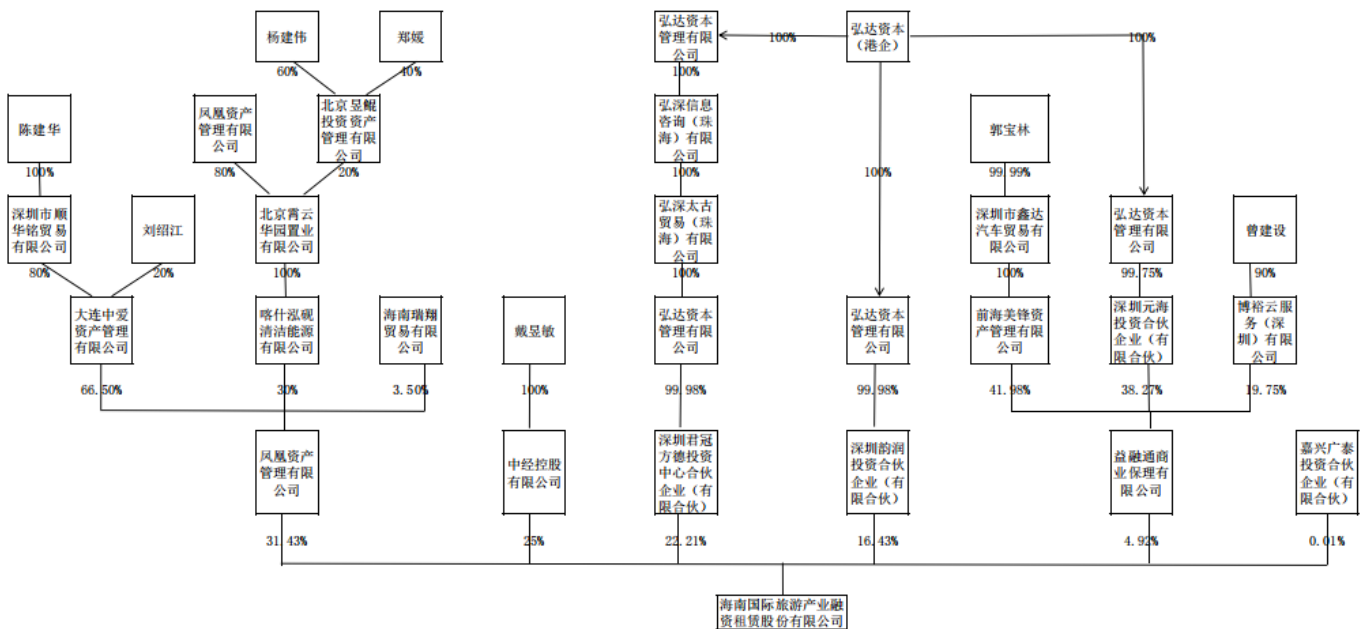 杨建伟
郑媛
弘达资本
管理有限公
司
弘达资本
（港企）
100%
100%
60%
40%
100%
陈建华
凤凰资产
管理有限
公司
北京昱鲲
投资资产
管理有限
公司
弘深信息
咨询（珠
海）有限公
司
郭宝林
100%
80%
20%
100%
100%
99.99%
深圳市顺
华铭贸易
有限公司
刘绍江
北京霄云
华园置业
有限公司
弘深太古
贸易（珠
海）有限公
司
深圳市鑫达
汽车贸易有
限公司
弘达资本
管理有限
公司
曾建设
80%
20%
100%
100%
100%
99.75%
90%
大连中爱
资产管理
有限公司
喀什泓砚
清洁能源
有限公司
海南瑞翔
贸易有限
公司
戴昱敏
弘达资本
管理有限
公司
弘达资本
管理有限
公司
前海美锋资
产管理有限
公司
深圳元海
投资合伙
企业（有
限合伙）
博裕云服
务（深
圳）有限
公司
66.50%
30%
3.50%
100%
99.98%
99.98%
41.98%
38.27%
19.75%
凤凰资产
管理有限
公司
中经控股
有限公司
深圳君冠
方德投资
中心合伙
企业（有
限合伙）
深圳韵润
投资合伙
企业（有
限合伙）
益融通商
业保理有
限公司
嘉兴广泰
投资合伙
企业（有
限合伙）
31.43%
25%
22.21%
16.43%
4.92%
0.01%
海南国际旅游产业融
资租赁股份有限公司